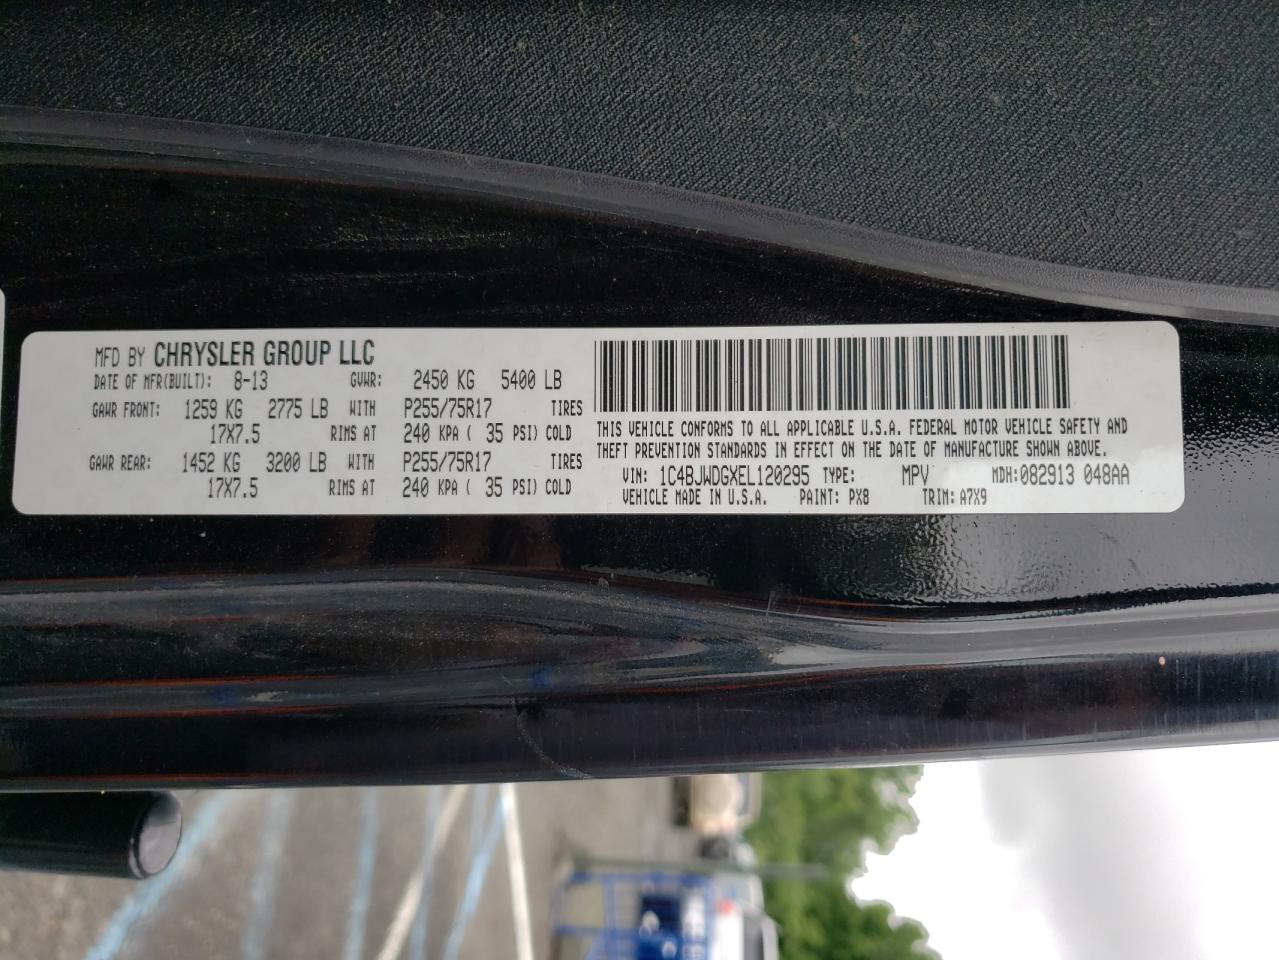 MFD BY CHRYSLER GROUP LLC
DATE OF MFR(BUILT): 8-13 GVWR: 2450 KG 5400 LB
GAWR FRONT: 1259 KG 2775 LB WITH P255/75R17 TIRES
17X7.5 RIMS AT 240 KPA ( 35 PSI) COLD
GAWR REAR: 1452 KG 3200 LB WITH P255/75R17 TIRES
17X7.5 RIMS AT 240 KPA ( 35 PSI) COLD
THIS VEHICLE CONFORMS TO ALL APPLICABLE U.S.A. FEDERAL MOTOR VEHICLE SAFETY AND
THEFT PREVENTION STANDARDS IN EFFECT ON THE DATE OF MANUFACTURE SHOWN ABOVE.
VIN: 1C4BJWDGXEL120295 TYPE: MPV MDH: 082913 048AA
VEHICLE MADE IN U.S.A. PAINT: PX8 TRIM: A7X9